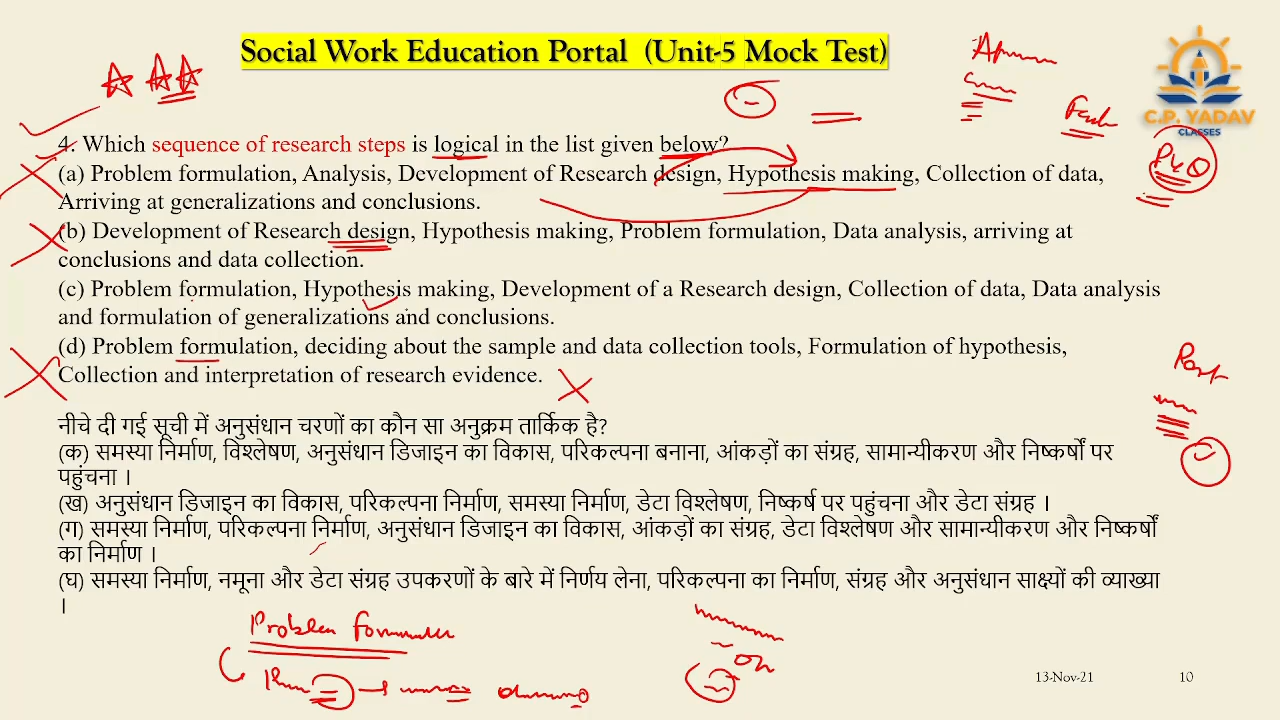 Social Work Education Portal (Unit-5 Mock Test)
C.P. YADAV
CLASSES
4. Which sequence of research steps is logical in the list given below?
(a) Problem formulation, Analysis, Development of Research design, Hypothesis making, Collection of data,
Arriving at generalizations and conclusions.
(b) Development of Research design, Hypothesis making, Problem formulation, Data analysis, arriving at
conclusions and data collection.
(c) Problem formulation, Hypothesis making, Development of a Research design, Collection of data, Data analysis
and formulation of generalizations and conclusions.
(d) Problem formulation, deciding about the sample and data collection tools, Formulation of hypothesis,
Collection and interpretation of research evidence.
नीचे दी गई सूची में अनुसंधान चरणों का कौन सा अनुक्रम तार्किक है?
(क) समस्या निर्माण, विश्लेषण, अनुसंधान डिजाइन का विकास, परिकल्पना बनाना, आंकड़ों का संग्रह, सामान्यीकरण और निष्कर्षों पर
पहुंचना ।
(ख) अनुसंधान डिजाइन का विकास, परिकल्पना निर्माण, समस्या निर्माण, डेटा विश्लेषण, निष्कर्ष पर पहुंचना और डेटा संग्रह ।
(ग) समस्या निर्माण, परिकल्पना निर्माण, अनुसंधान डिजाइन का विकास, आंकड़ों का संग्रह, डेटा विश्लेषण और सामान्यीकरण और निष्कर्षों
का निर्माण ।
(घ) समस्या निर्माण, नमूना और डेटा संग्रह उपकरणों के बारे में निर्णय लेना, परिकल्पना का निर्माण, संग्रह और अनुसंधान साक्ष्यों की व्याख्या
।
Problem
13-Nov-21
10